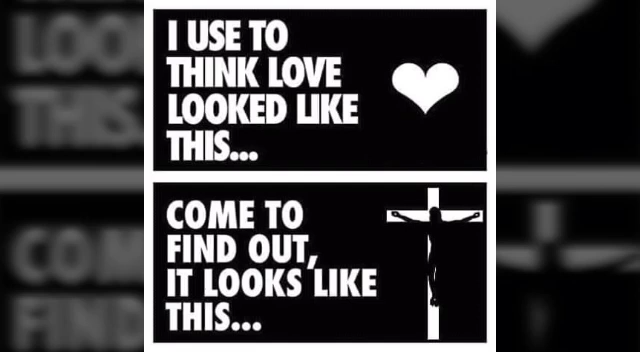 I USE TO
THINK LOVE
LOOKED LIKE
THIS...
COME TO
FIND OUT,
IT LOOKS LIKE
THIS...